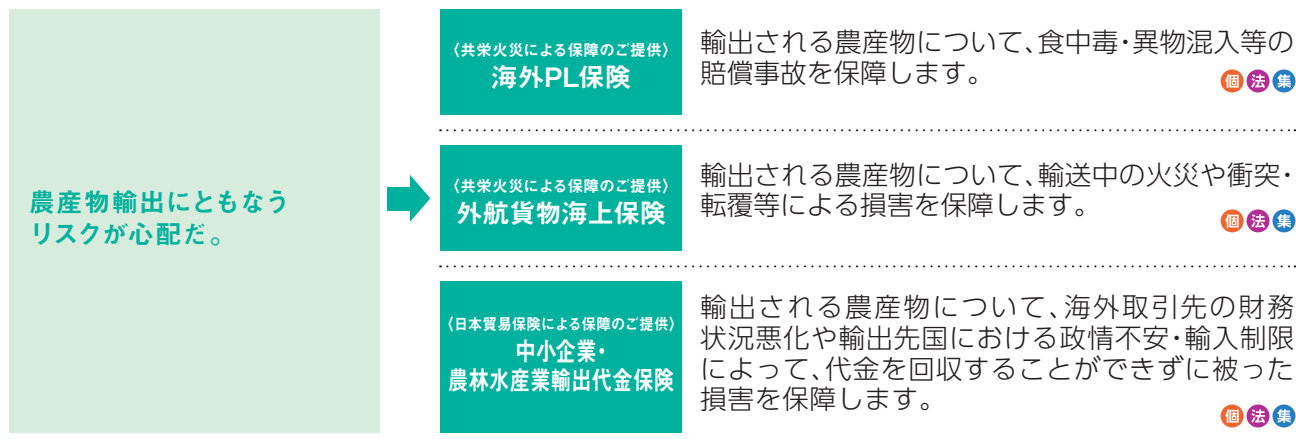 農産物輸出にともなう
リスクが心配だ。
〈共栄火災による保障のご提供〉
海外PL保険
輸出される農産物について、食中毒・異物混入等の
賠償事故を保障します。
個 法 集
〈共栄火災による保障のご提供〉
外航貨物海上保険
輸出される農産物について、輸送中の火災や衝突・
転覆等による損害を保障します。
個 法 集
〈日本貿易保険による保障のご提供〉
中小企業・
農林水産業輸出代金保険
輸出される農産物について、海外取引先の財務
状況悪化や輸出先国における政情不安・輸入制限
によって、代金を回収することができずに被った
損害を保障します。
個 法 集